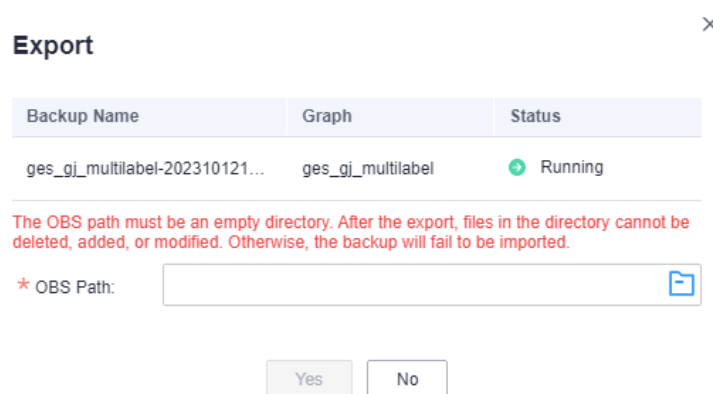 Export
Backup Name Graph Status
ges_gj_multilabel-202310121... ges_gj_multilabel Running
The OBS path must be an empty directory. After the export, files in the directory cannot be
deleted, added, or modified. Otherwise, the backup will fail to be imported.
* OBS Path:
Yes No